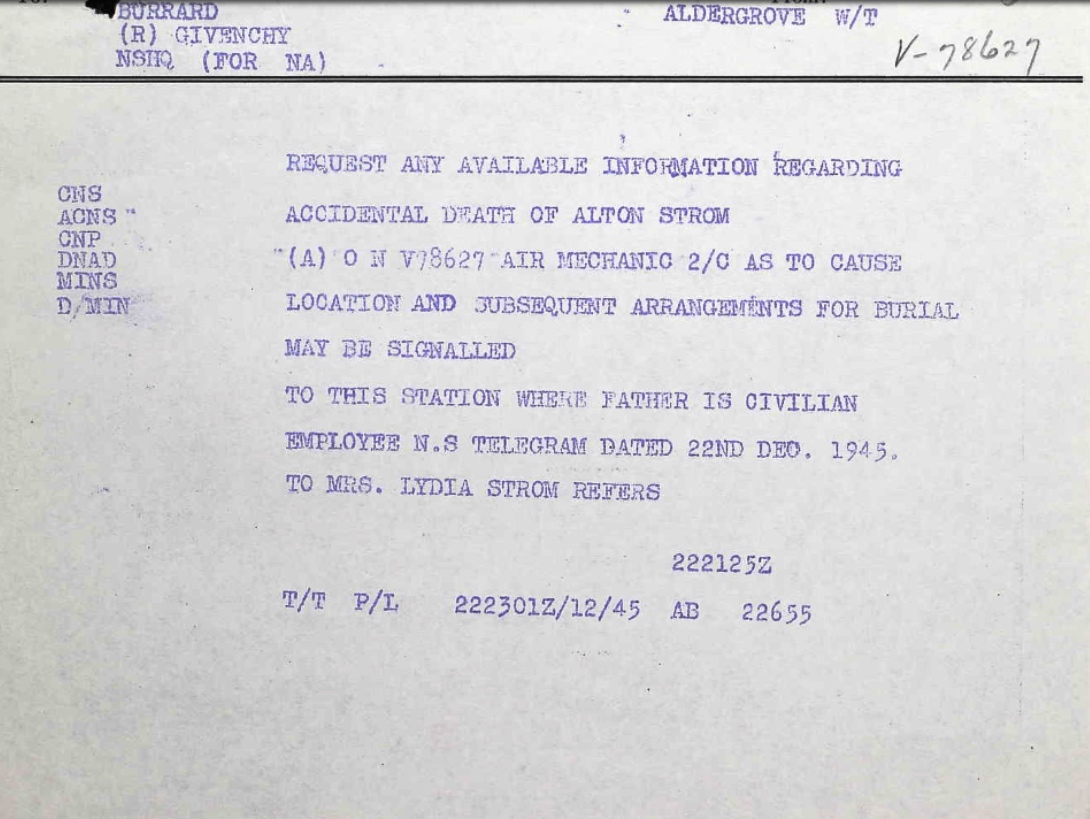 BURRARD
(R) GIVENCHY
NSHQ (FOR NA)
ALDERGROVE W/T
V-78627
REQUEST ANY AVAILABLE INFORMATION REGARDING
ACCIDENTAL DEATH OF ALTON STROM
(A) O N V78627 AIR MECHANIC 2/C AS TO CAUSE
LOCATION AND SUBSEQUENT ARRANGEMENTS FOR BURIAL
MAY BE SIGNALLED
TO THIS STATION WHERE FATHER IS CIVILIAN
EMPLOYEE N.S TELEGRAM DATED 22ND DEC. 1945.
TO MRS. LYDIA STROM REFERS
CNS
ACNS "
CNP
DNAD
MINS
D/MIN
222125Z
T/T P/L 222301Z/12/45 AB 22655